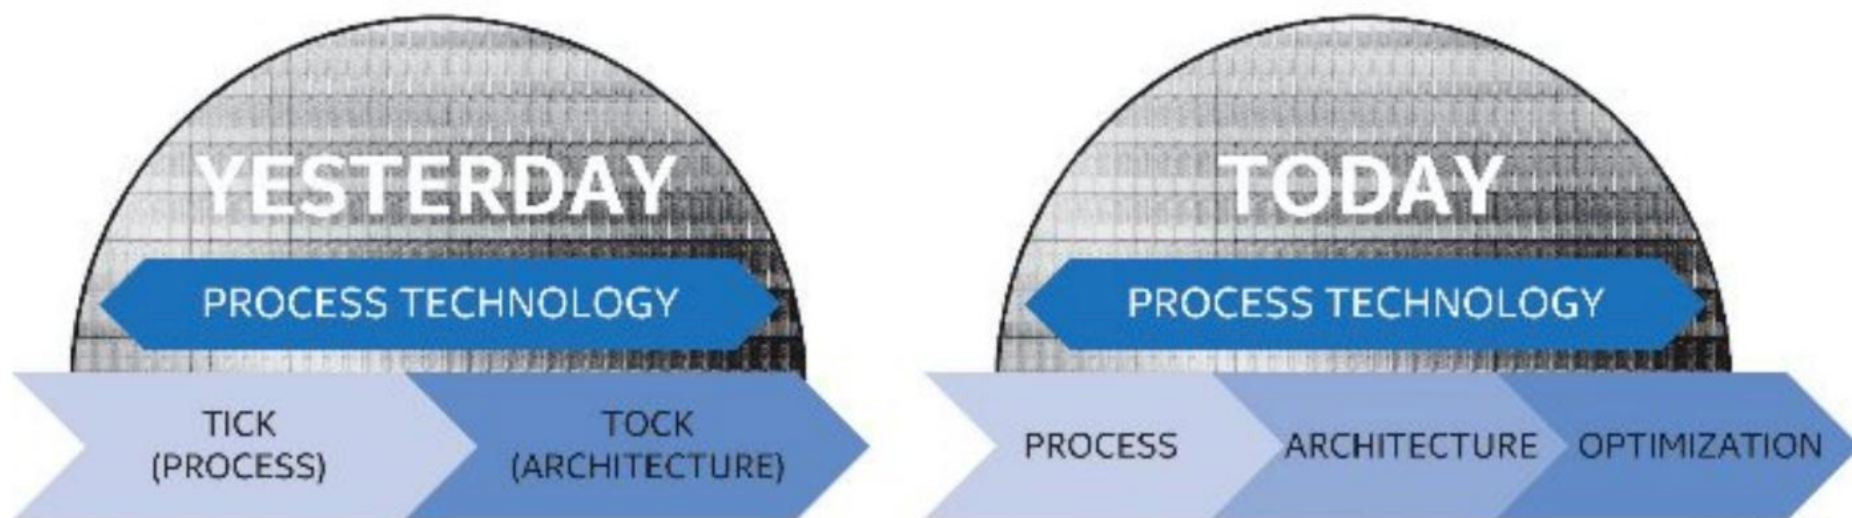 YESTERDAY
PROCESS TECHNOLOGY
TICK
(PROCESS)
TOCK
(ARCHITECTURE)
TODAY
PROCESS TECHNOLOGY
PROCESS
ARCHITECTURE
OPTIMIZATION